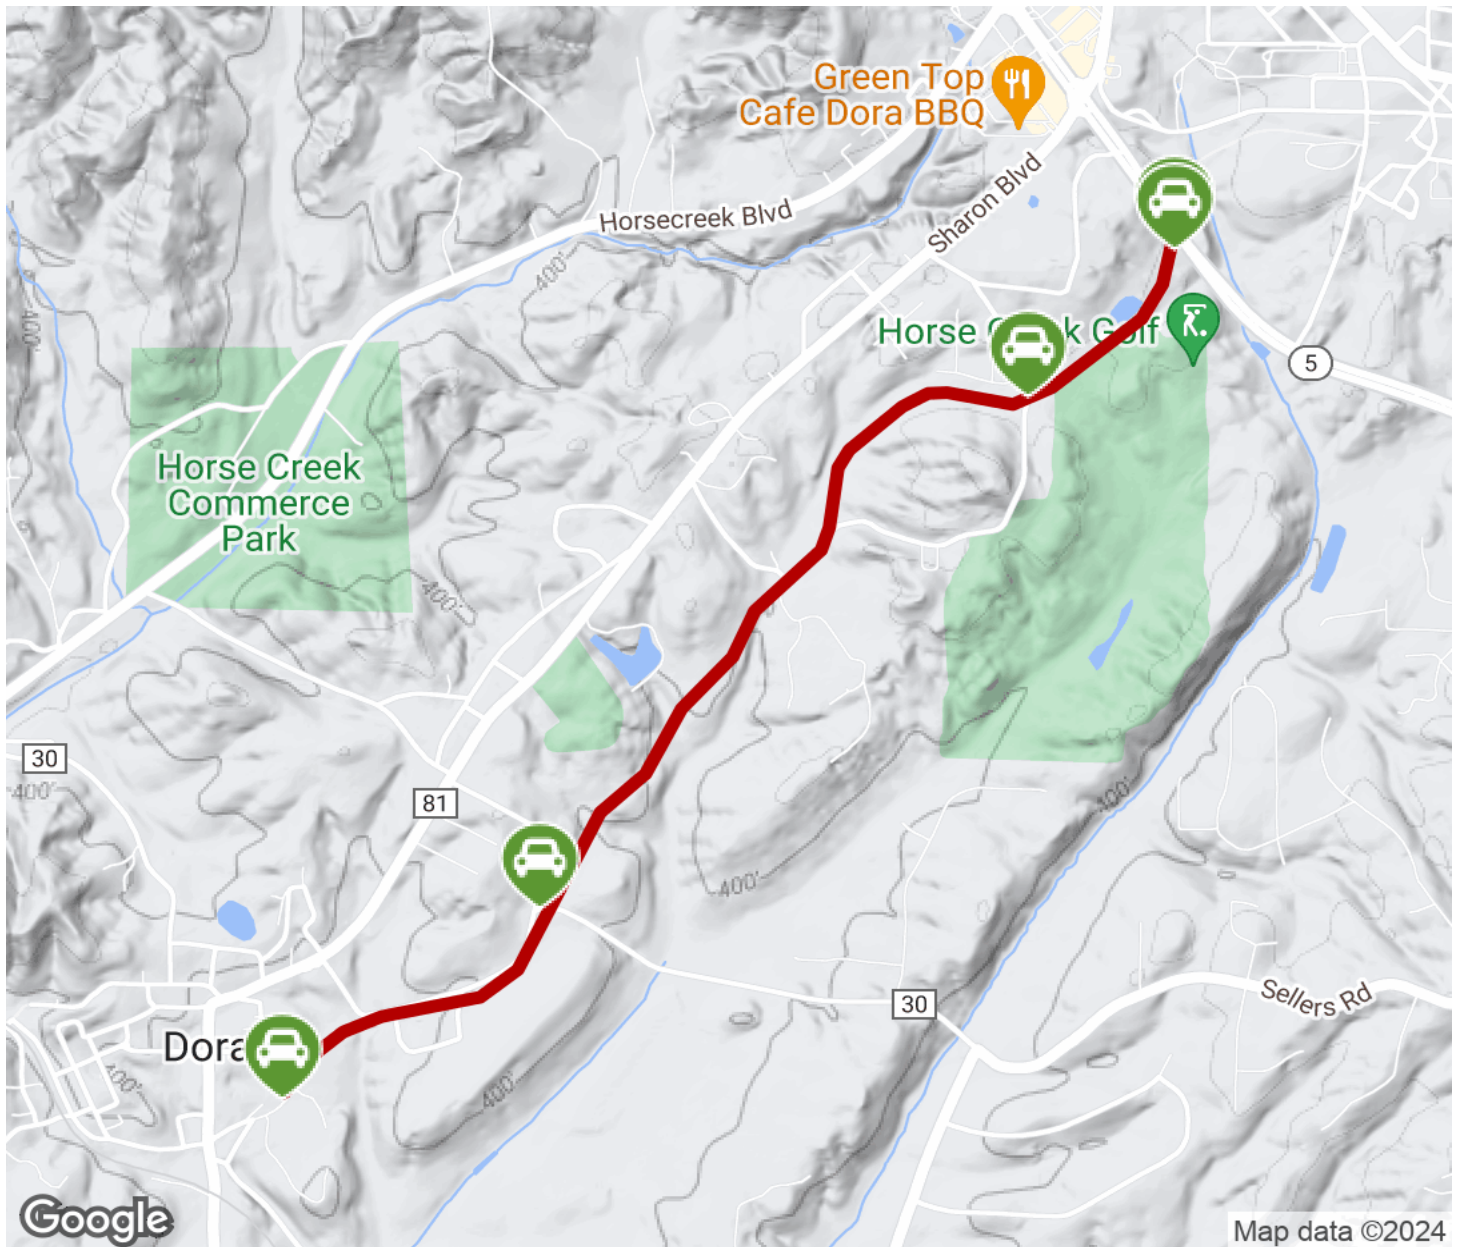 Green Top
Cafe Dora BBQ
Horsecreek Blvd
Sharon Blvd
400'
400'
Horse Creek Golf
5
Horse Creek
Commerce
Park
400'
30
400'
81
400'
400'
30
Sellers Rd
Dora
400'
400'
Google
Map data ©2024